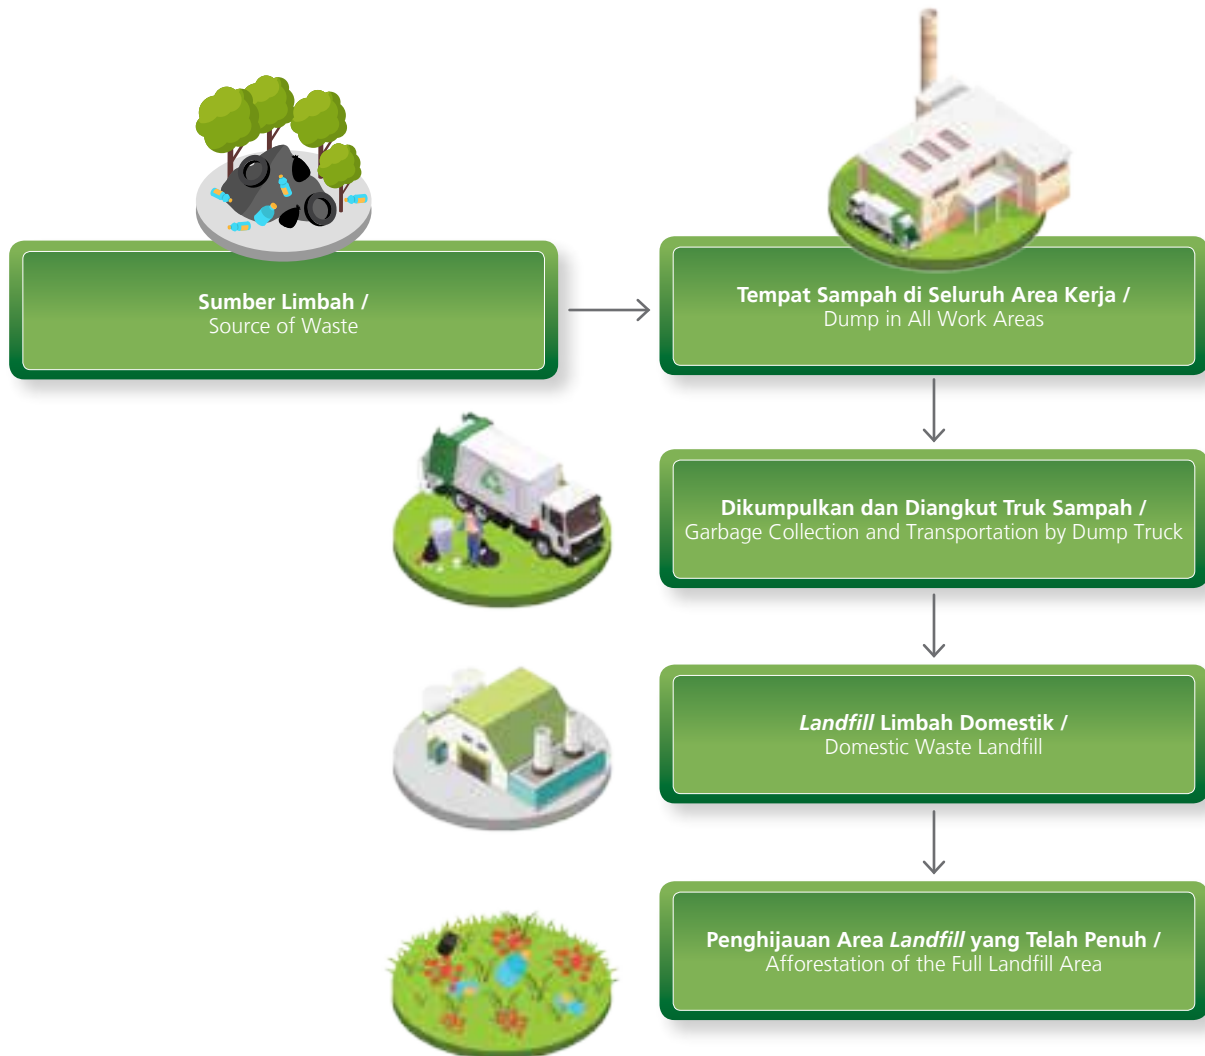 Sumber Limbah /
Source of Waste
Tempat Sampah di Seluruh Area Kerja /
Dump in All Work Areas
Dikumpulkan dan Diangkut Truk Sampah /
Garbage Collection and Transportation by Dump Truck
Landfill Limbah Domestik /
Domestic Waste Landfill
Penghijauan Area Landfill yang Telah Penuh /
Afforestation of the Full Landfill Area